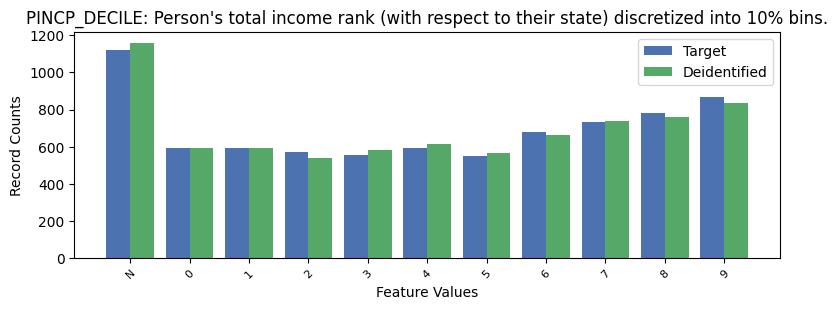 PINCP_DECILE: Person's total income rank (with respect to their state) discretized into 10% bins.
1200
1000
800
600
400
200
0
Record Counts
Target
Deidentified
N 0 1 2 3 4 5 6 7 8 9
Feature Values